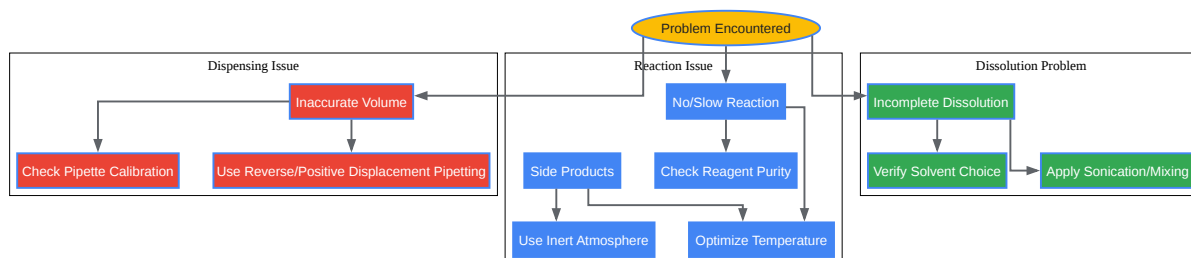 Problem Encountered
Dispensing Issue
Reaction Issue
Dissolution Problem
Inaccurate Volume
No/Slow Reaction
Incomplete Dissolution
Check Pipette Calibration
Use Reverse/Positive Displacement Pipetting
Side Products
Check Reagent Purity
Verify Solvent Choice
Apply Sonication/Mixing
Use Inert Atmosphere
Optimize Temperature